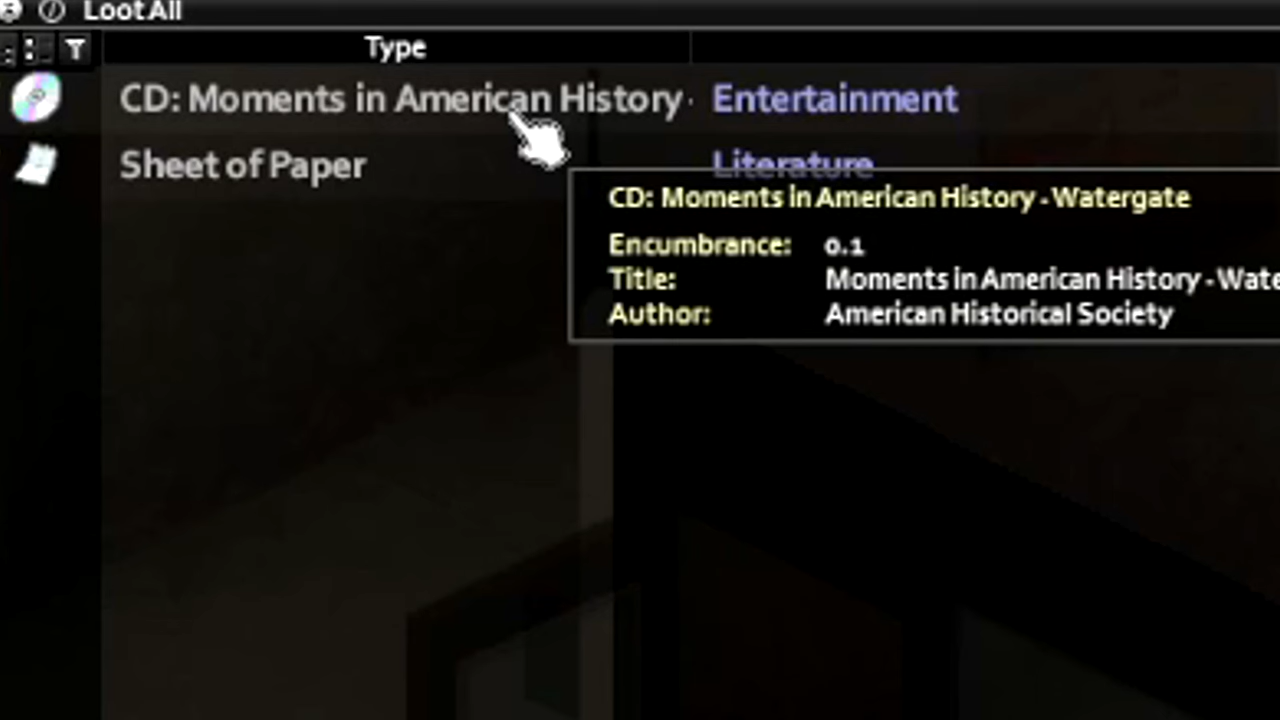 Loot All
Type
CD: Moments in American History -
Entertainment
Sheet of Paper
Literature
CD: Moments in American History - Watergate
Encumbrance: 0.1
Title: Moments in American History - Wate
Author: American Historical Society